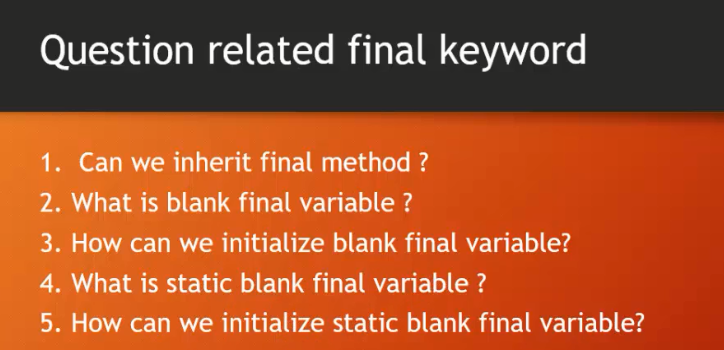 Question related final keyword
1. Can we inherit final method ?
2. What is blank final variable ?
3. How can we initialize blank final variable?
4. What is static blank final variable ?
5. How can we initialize static blank final variable?